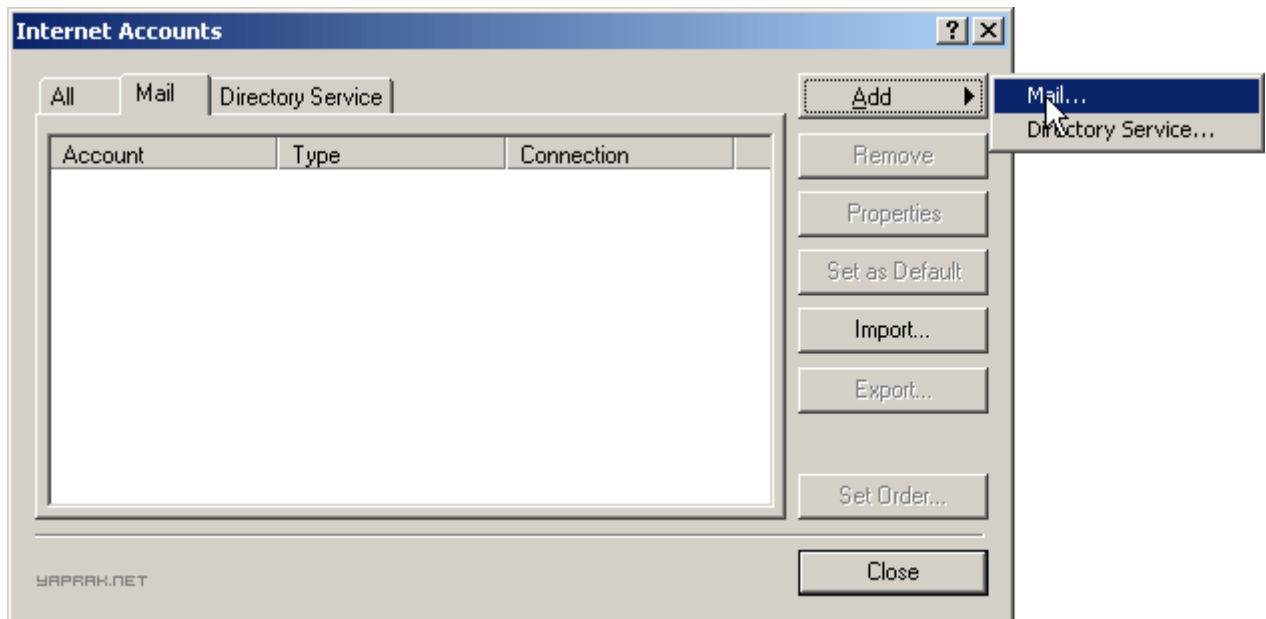 Internet Accounts
All Mail Directory Service
Add
Mail...
Directory Service...
Account Type Connection
Remove
Properties
Set as Default
Import...
Export...
Set Order...
Close
YAPRAK.NET